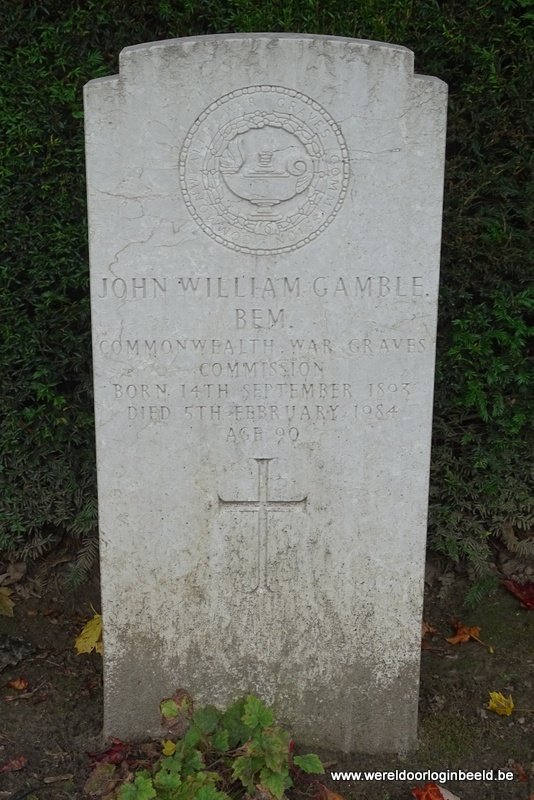 JOHN WILLIAM GAMBLE.
BEM.
COMMONWEALTH WAR GRAVES
COMMISSION
BORN 14TH SEPTEMBER 1893
DIED 5TH FEBRUARY 1984
AGE 90
www.wereldoorloginbeeld.be